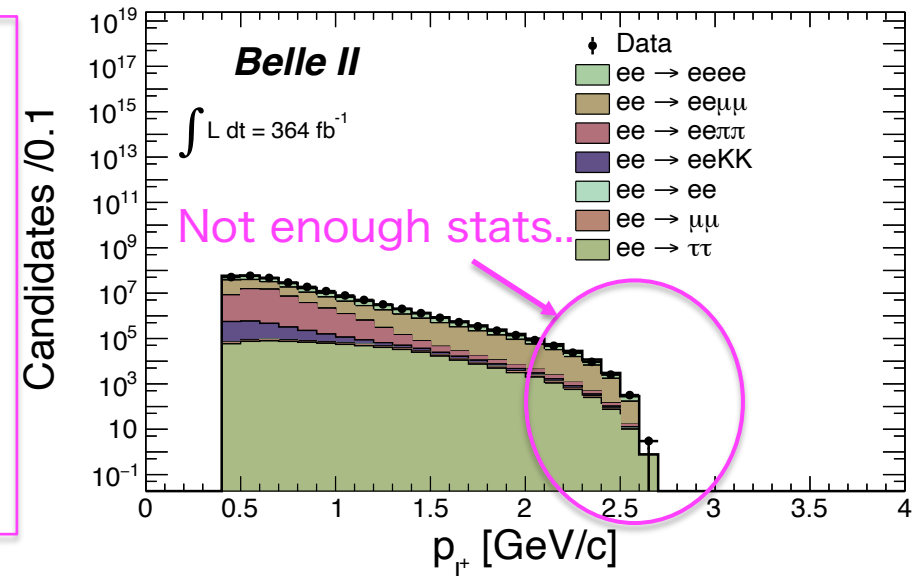 Candidates /0.1
10¹⁹
10¹⁷
10¹⁵
10¹³
10¹¹
10⁹
10⁷
10⁵
10³
10
10⁻¹
Belle II
∫ L dt = 364 fb⁻¹
Data
ee → eeee
ee → eeμμ
ee → eeππ
ee → eeKK
ee → ee
ee → μμ
ee → ττ
Not enough stats..
0 0.5 1 1.5 2 2.5 3 3.5 4
p_l⁺ [GeV/c]